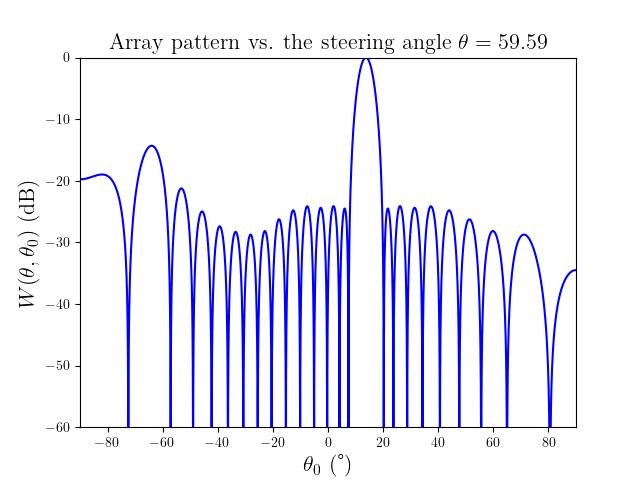 Array pattern vs. the steering angle θ = 59.59
0
−10
−20
−30
−40
−50
−60
W(θ, θ₀) (dB)
−80 −60 −40 −20 0 20 40 60 80
θ₀ (°)